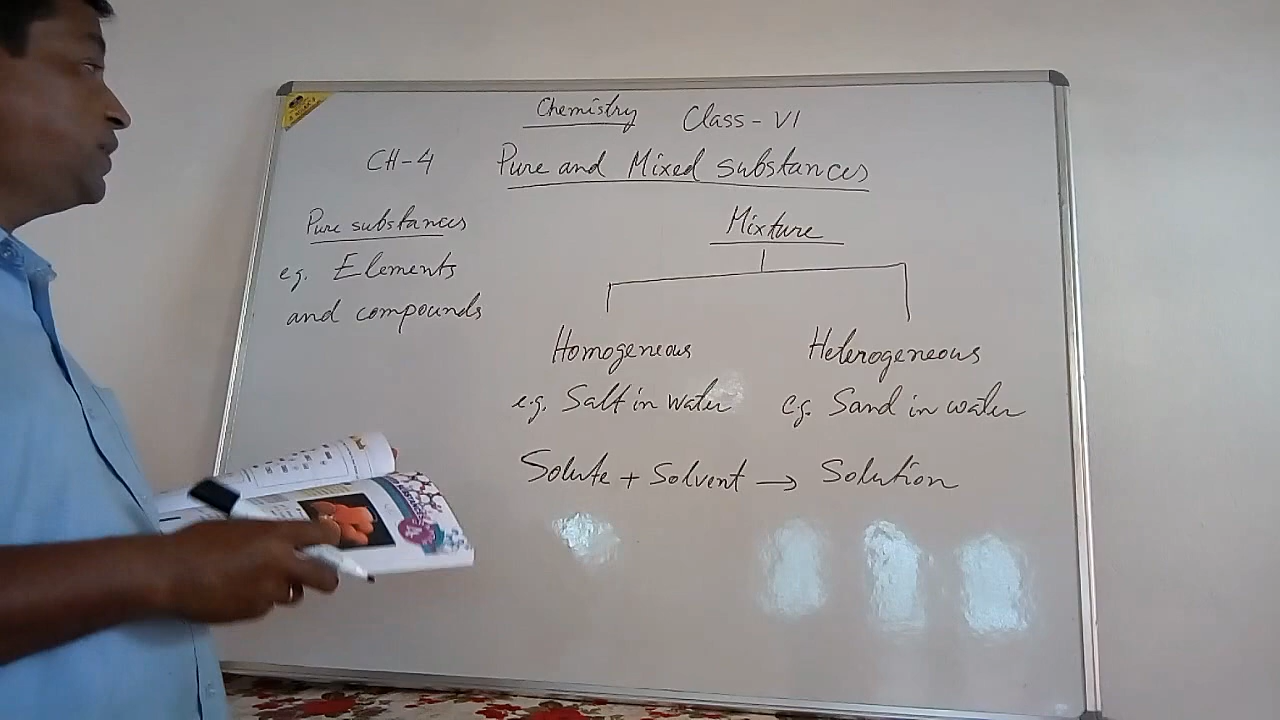 Chemistry Class - VI
CH-4 Pure and Mixed substances
Pure substances
e.g. Elements
and compounds
Mixture
Homogeneous
e.g. Salt in water
Heterogeneous
e.g. Sand in water
Solute + Solvent → Solution